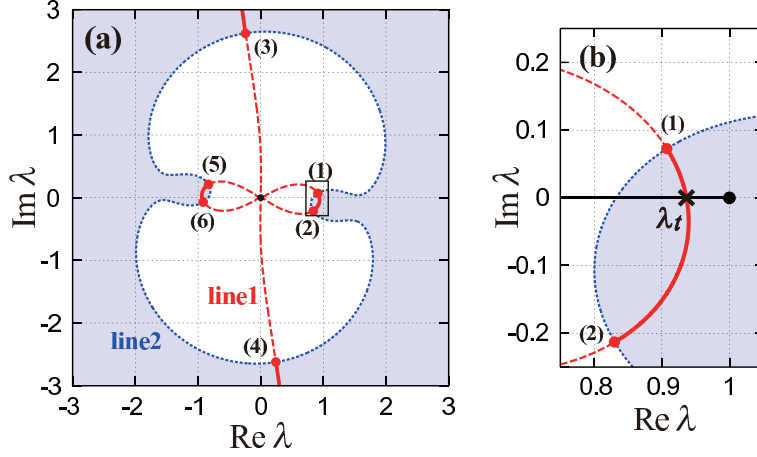 (a)
Im λ
3
2
1
0
-1
-2
-3
(3)
(5)
(1)
(6)
(2)
line1
line2
(4)
-3 -2 -1 0 1 2 3
Re λ
(b)
Im λ
0.2
0.1
0
-0.1
-0.2
(1)
λt
(2)
0.8 0.9 1
Re λ